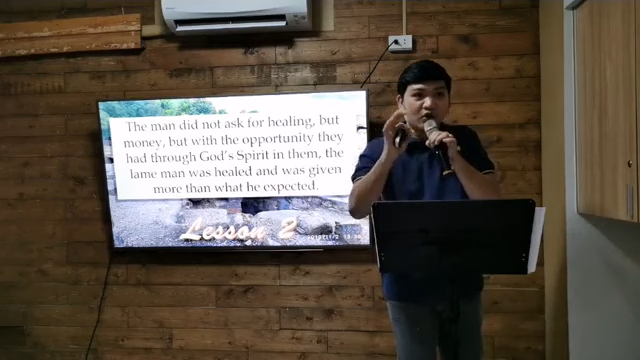 The man did not ask for healing, but
money, but with the opportunity they
had through God's Spirit in them, the
lame man was healed and was given
more than what he expected.
Lesson 2